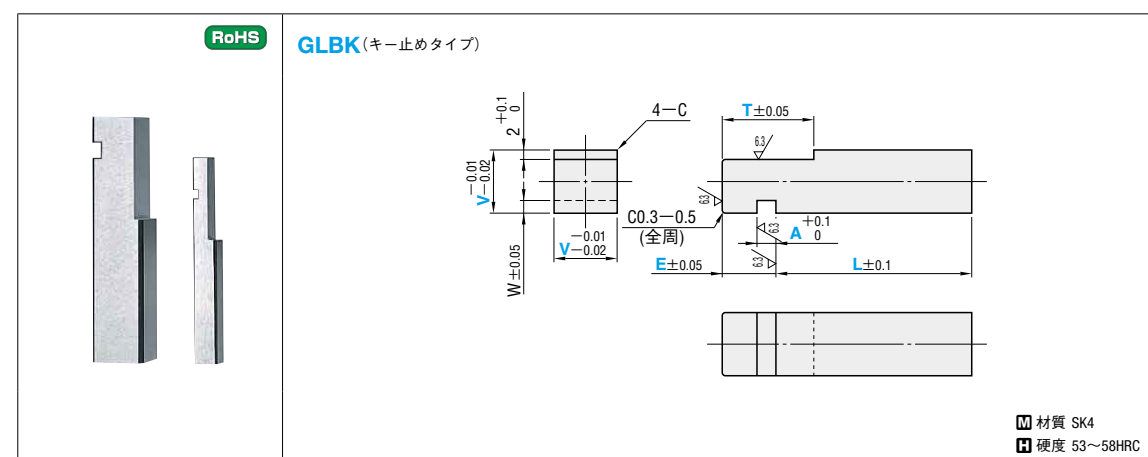 RoHS
GLBK(キー止めタイプ)
2 +0.1 0
4－C
T±0.05
6.3
V －0.01 －0.02
6.3
C0.3－0.5
(全周)
6.3
A +0.1 0
V －0.01 －0.02
W±0.05
6.3
E±0.05
L±0.1
M 材質 SK4
H 硬度 53～58HRC